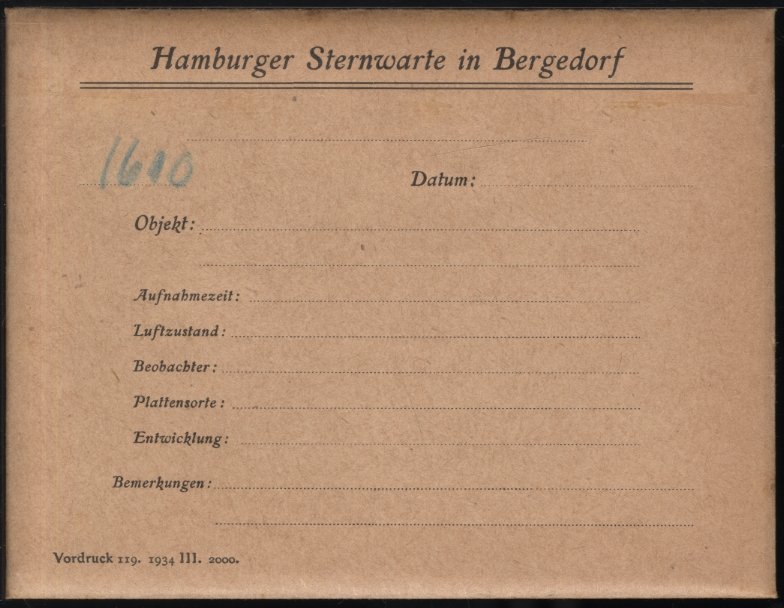 Hamburger Sternwarte in Bergedorf
1610
Datum:
Objekt:
Aufnahmezeit:
Luftzustand:
Beobachter:
Plattensorte:
Entwicklung:
Bemerkungen:
Vordruck 119. 1934 III. 2000.